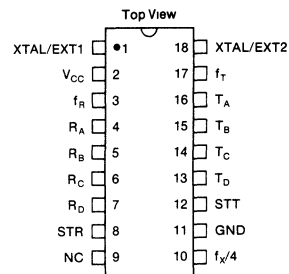 Top View
XTAL/EXT1 1 18 XTAL/EXT2
VCC 2 17 fT
fR 3 16 TA
RA 4 15 TB
RB 5 14 TC
RC 6 13 TD
RD 7 12 STT
STR 8 11 GND
NC 9 10 fX/4